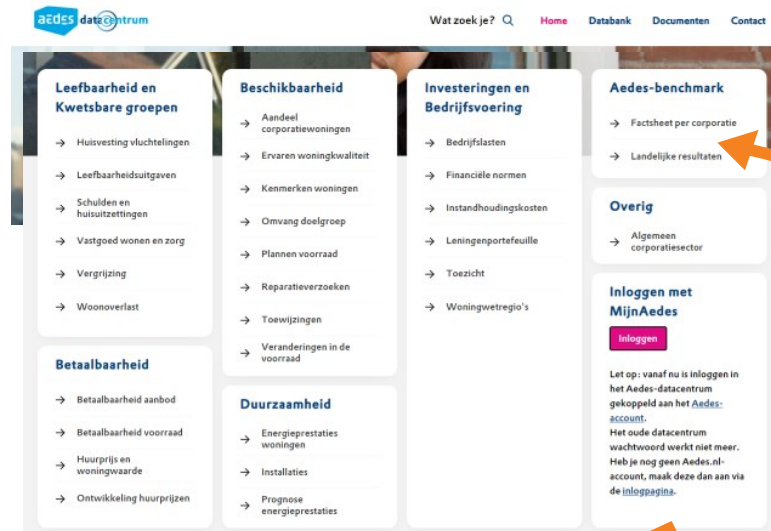 aedes datacentrum
Wat zoek je?
Home
Databank
Documenten
Contact
Leefbaarheid en
Kwetsbare groepen
→ Huisvesting vluchtelingen
→ Leefbaarheidsuitgaven
→ Schulden en
huisuitzettingen
→ Vastgoed wonen en zorg
→ Vergrijzing
→ Woonoverlast
Betaalbaarheid
→ Betaalbaarheid aanbod
→ Betaalbaarheid voorraad
→ Huurprijs en
woningwaarde
→ Ontwikkeling huurprijzen
Beschikbaarheid
→ Aandeel
corporatiewoningen
→ Ervaren woningkwaliteit
→ Kenmerken woningen
→ Omvang doelgroep
→ Plannen voorraad
→ Reparatieverzoeken
→ Toewijzingen
→ Veranderingen in de
voorraad
Duurzaamheid
→ Energieprestaties
woningen
→ Installaties
→ Prognose
energieprestaties
Investeringen en
Bedrijfsvoering
→ Bedrijfslasten
→ Financiële normen
→ Instandhoudingskosten
→ Leningenportefeuille
→ Toezicht
→ Woningwetregio's
Aedes-benchmark
→ Factsheet per corporatie
→ Landelijke resultaten
Overig
→ Algemeen
corporatiesector
Inloggen met
MijnAedes
Inloggen
Let op: vanaf nu is inloggen in
het Aedes-datacentrum
gekoppeld aan het Aedes-
account.
Het oude datacentrum
wachtwoord werkt niet meer.
Heb je nog geen Aedes.nl-
account, maak deze dan aan via
de inlogpagina.